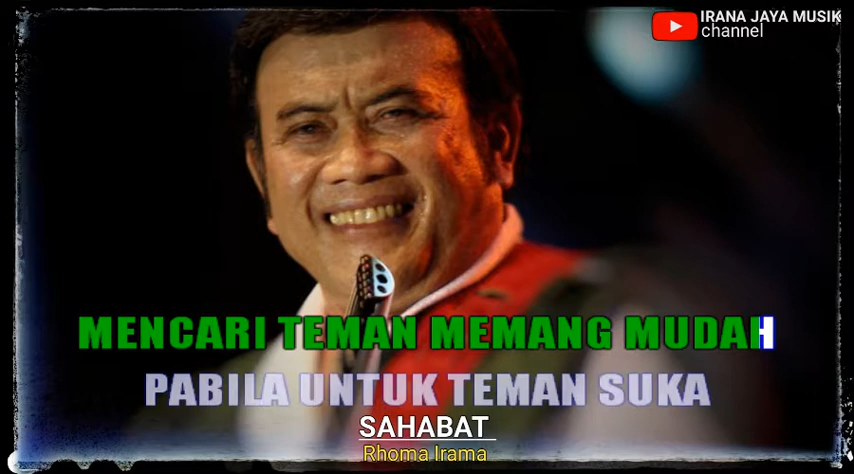 IRANA JAYA MUSIK
channel
MENCARI TEMAN MEMANG MUDAH
PABILA UNTUK TEMAN SUKA
SAHABAT
Rhoma Irama